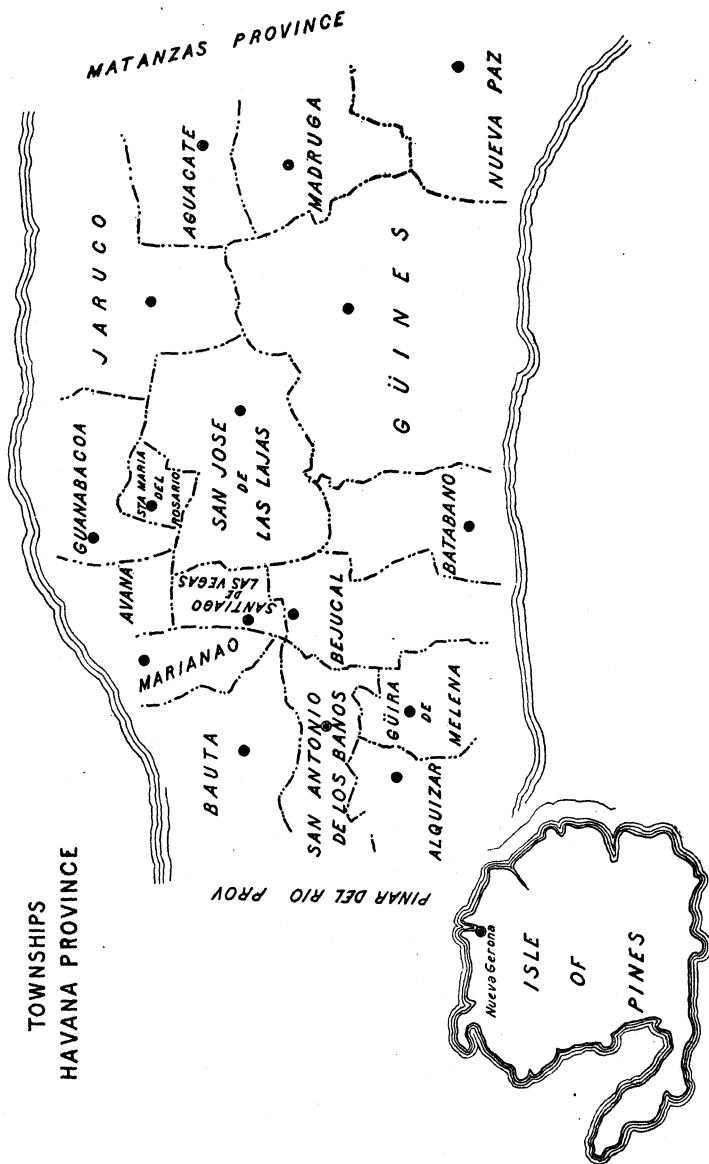 TOWNSHIPS
HAVANA PROVINCE
MATANZAS PROVINCE
JARUCO
AGUACATE
MADRUGA
NUEVA PAZ
GUANABACOA
STA MARIA
DEL
ROSARIO
SAN JOSE
DE
LAS LAJAS
GÜINES
AVANA
SANTIAGO
DE
LAS VEGAS
BEJUCAL
BATABANO
MARIANAO
BAUTA
SAN ANTONIO
DE LOS BAÑOS
GÜIRA
DE
MELENA
ALQUIZAR
PINAR DEL RIO PROV
Nueva Gerona
ISLE
OF
PINES